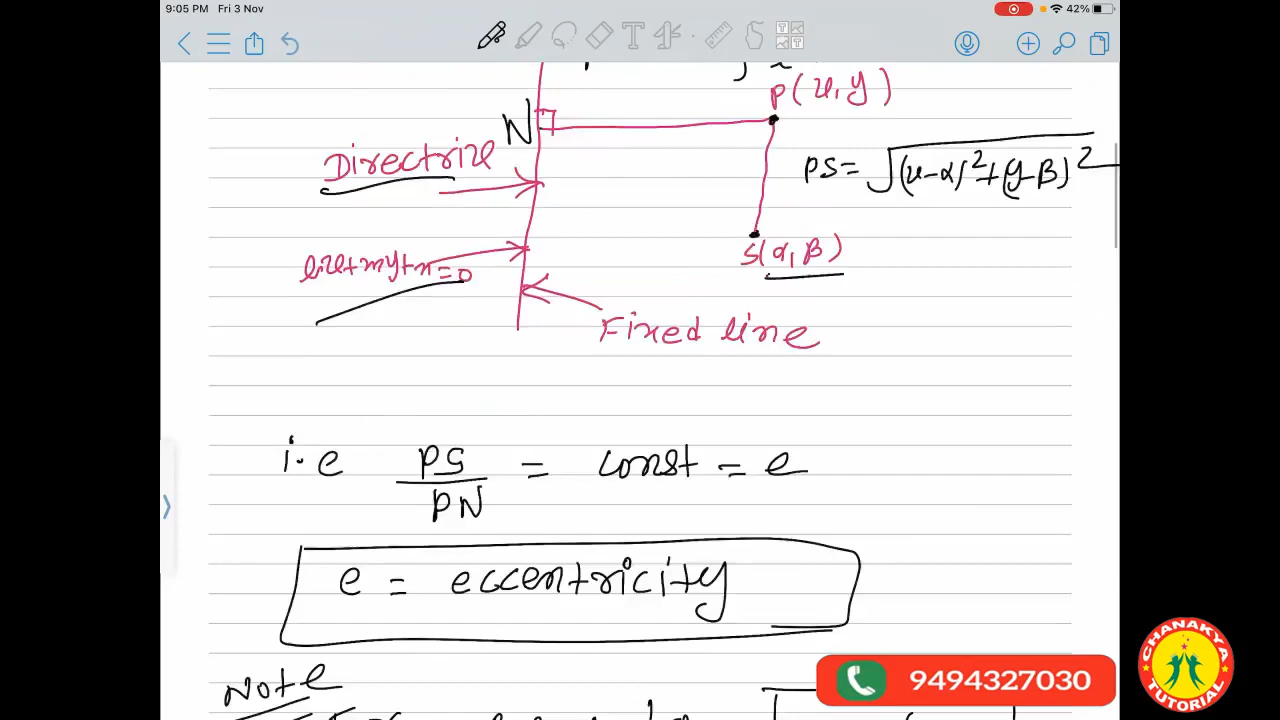 9:05 PM Fri 3 Nov
42%
P(x, y)
N
Directrix
PS = √(x-α)²+(y-β)²
S(α, β)
lx+my+n=0
Fixed line
i.e PS/PN = const = e
e = eccentricity
Note
9494327030
CHANAKYA
TUTORIAL